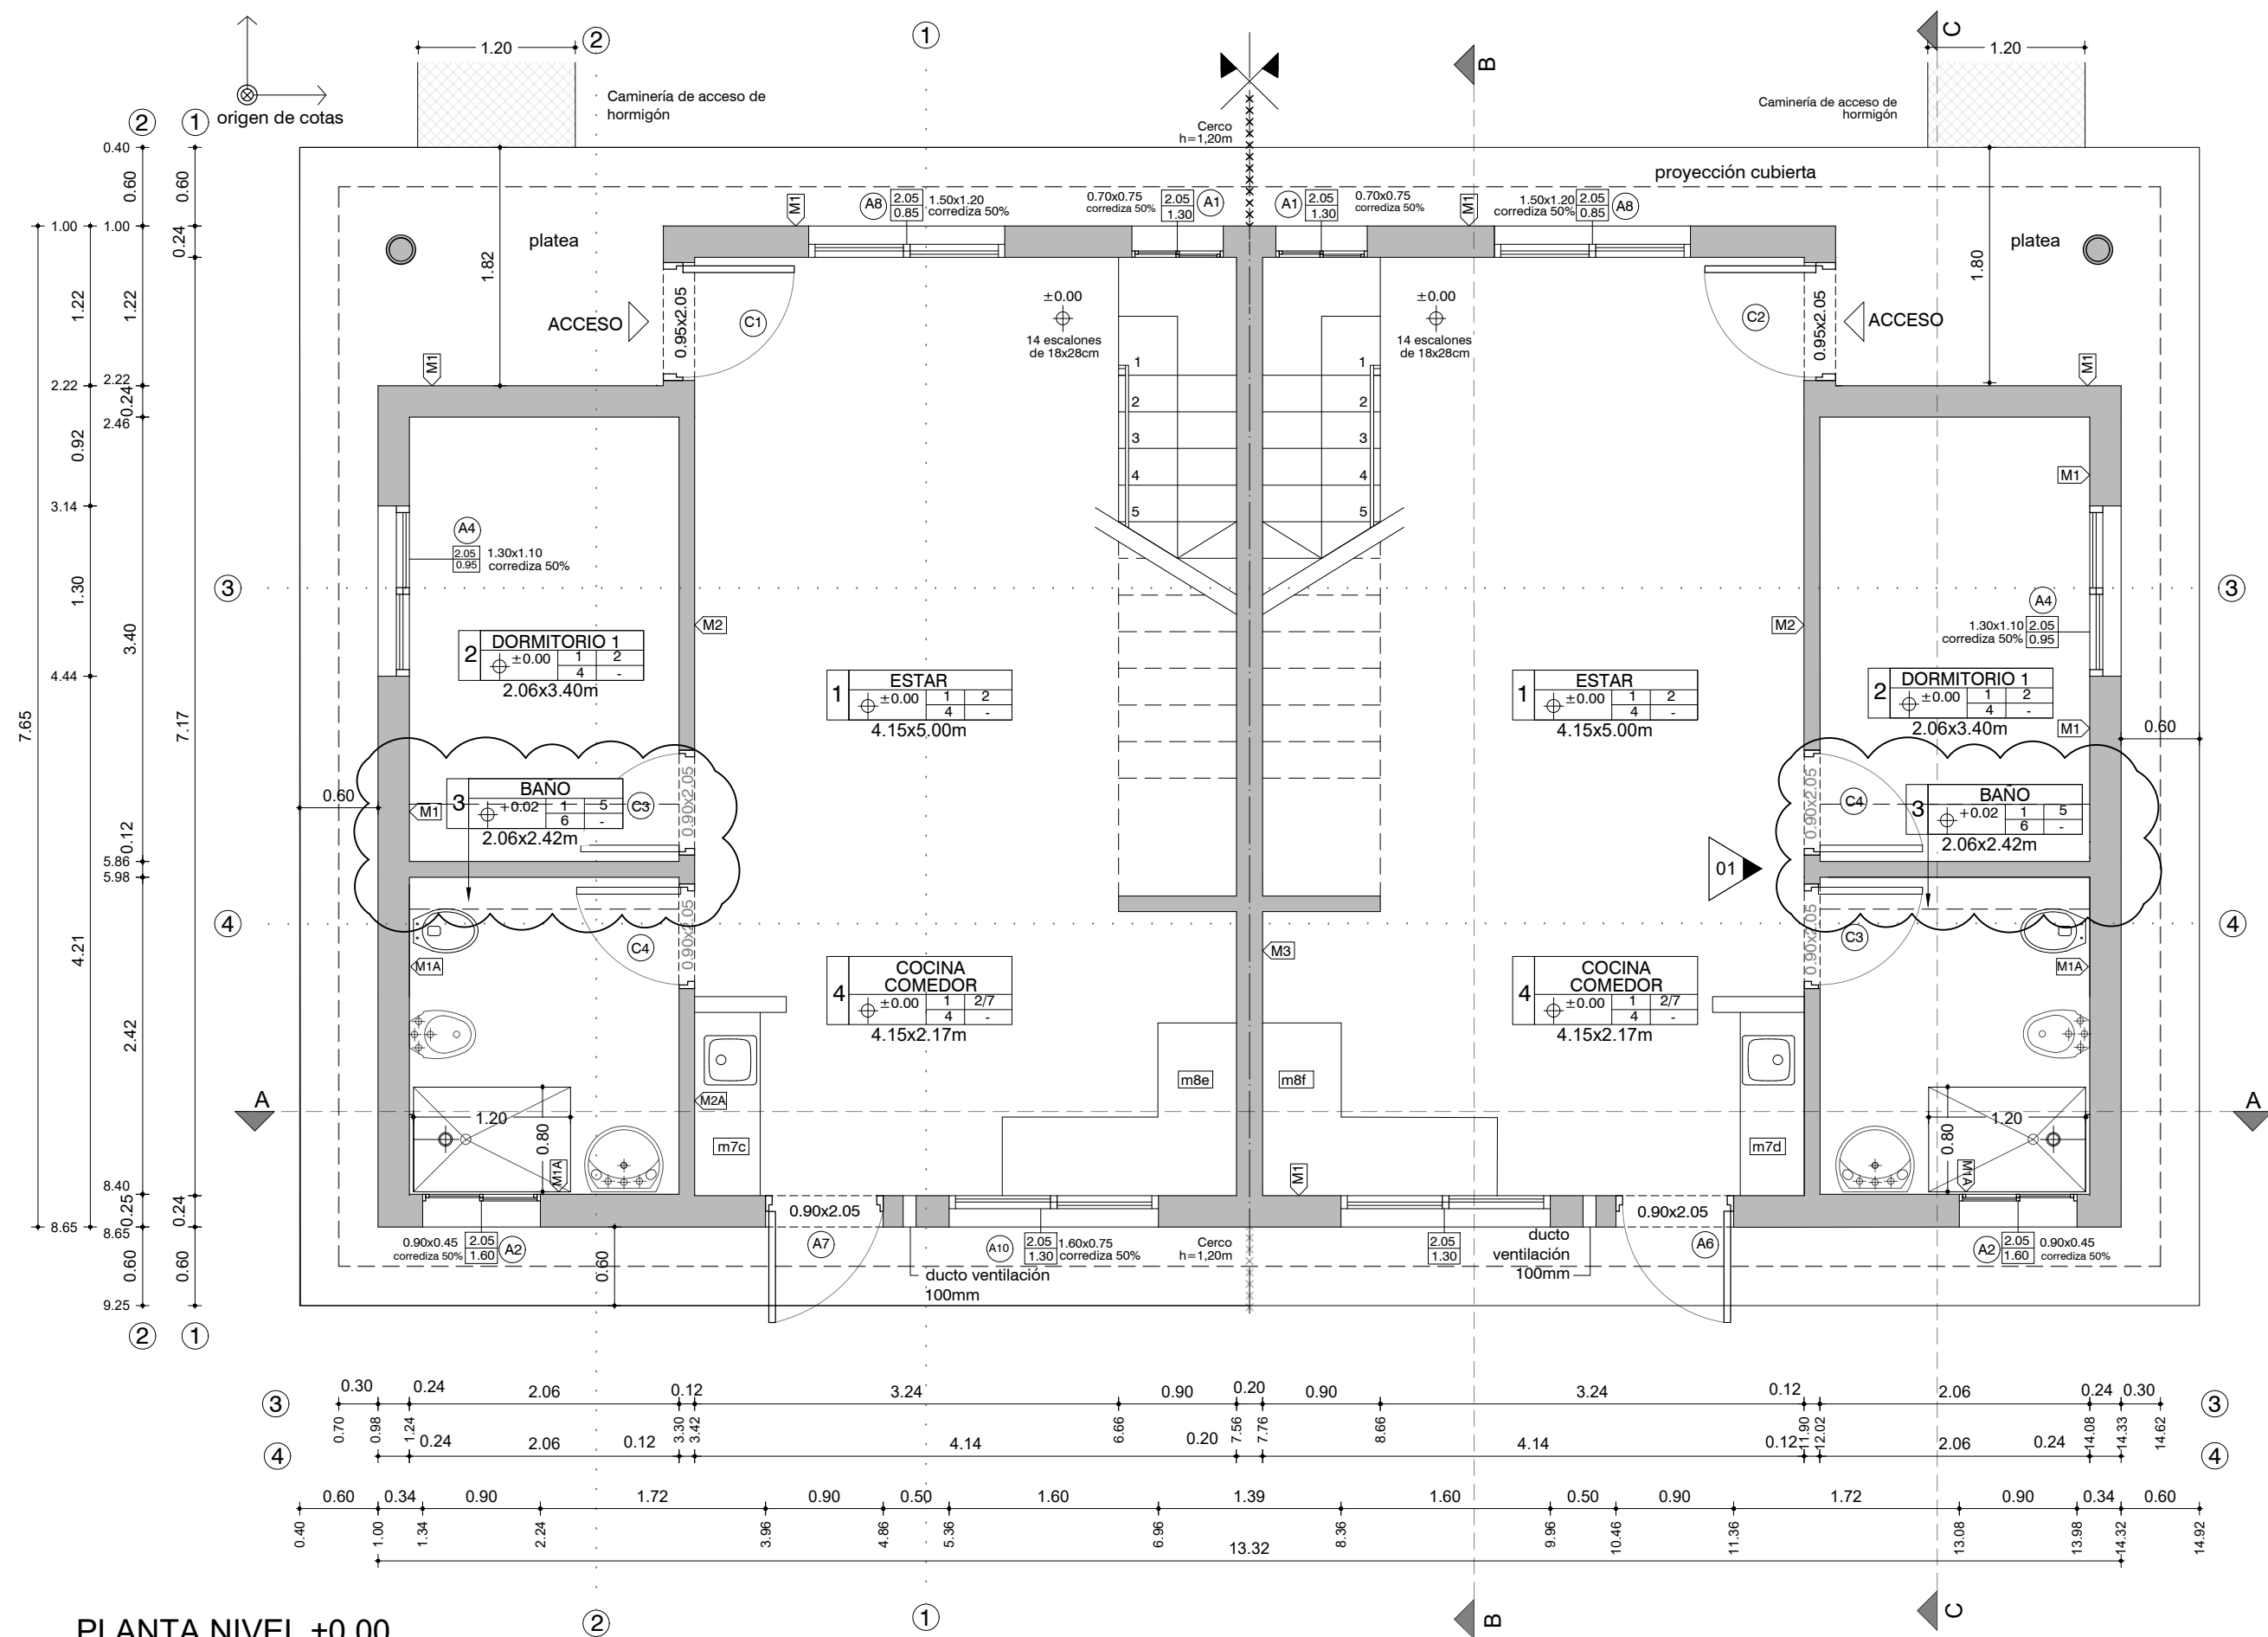 1.20
2
1
B
C
1.20
Caminería de acceso de
hormigón
origen de cotas
Cerco
h=1,20m
Caminería de acceso de
hormigón
2
1
0.40
0.60
0.60
proyección cubierta
M1
A8
2.05
0.85
1.50x1.20
corrediza 50%
0.70x0.75
corrediza 50%
2.05
1.30
A1
A1
2.05
1.30
0.70x0.75
corrediza 50%
M1
1.50x1.20
corrediza 50%
2.05
0.85
A8
1.00
1.00
0.24
platea
1.82
platea
1.80
1.22
1.22
ACCESO
0.95x2.05
C1
±0.00
14 escalones
de 18x28cm
±0.00
14 escalones
de 18x28cm
C2
0.95x2.05
ACCESO
M1
M1
1
2
3
4
5
1
2
3
4
5
2.22
2.22
0.24
2.46
0.92
3.14
1.30
3.40
4.44
7.65
7.17
M1
A4
2.05
0.95
1.30x1.10
corrediza 50%
3
3
A4
1.30x1.10
corrediza 50%
2.05
0.95
M2
M2
2
DORMITORIO 1
±0.00
1
2
4
-
2.06x3.40m
1
ESTAR
±0.00
1
2
4
-
4.15x5.00m
1
ESTAR
±0.00
1
2
4
-
4.15x5.00m
2
DORMITORIO 1
±0.00
1
2
4
-
2.06x3.40m
M1
0.60
0.60
M1
3
BAÑO
+0.02
1
5
6
-
2.06x2.42m
C3
0.90x2.05
0.90x2.05
C4
3
BAÑO
+0.02
1
5
6
-
2.06x2.42m
0.12
5.86
5.98
01
4
4
4.21
2.42
M1A
C4
0.90x2.05
M3
0.90x2.05
C3
M1A
4
COCINA
COMEDOR
±0.00
1
2/7
4
-
4.15x2.17m
4
COCINA
COMEDOR
±0.00
1
2/7
4
-
4.15x2.17m
m8e
m8f
A
A
1.20
0.80
M1A
M2A
m7c
M1
m7d
0.80
1.20
M1A
8.40
0.25
0.24
8.65
8.65
0.60
0.60
9.25
2
1
0.90x0.45
corrediza 50%
2.05
1.60
A2
0.60
0.90x2.05
A7
A10
2.05
1.30
1.60x0.75
corrediza 50%
ducto ventilación
100mm
Cerco
h=1,20m
2.05
1.30
ducto
ventilación
100mm
0.90x2.05
A6
A2
2.05
1.60
0.90x0.45
corrediza 50%
3
0.30
0.24
2.06
0.12
3.24
0.90
0.20
0.90
3.24
0.12
2.06
0.24
0.30
3
0.70
0.98
1.24
3.30
3.42
6.66
7.56
7.76
8.66
11.90
12.02
14.08
14.33
14.62
4
0.24
2.06
0.12
4.14
0.20
4.14
0.12
2.06
0.24
4
0.60
0.34
0.90
1.72
0.90
0.50
1.60
1.39
1.60
0.50
0.90
1.72
0.90
0.34
0.60
0.40
1.00
1.34
2.24
3.96
4.86
5.36
6.96
8.36
9.96
10.46
11.36
13.08
13.98
14.32
14.92
13.32
2
1
B
C
PLANTA NIVEL ±0.00